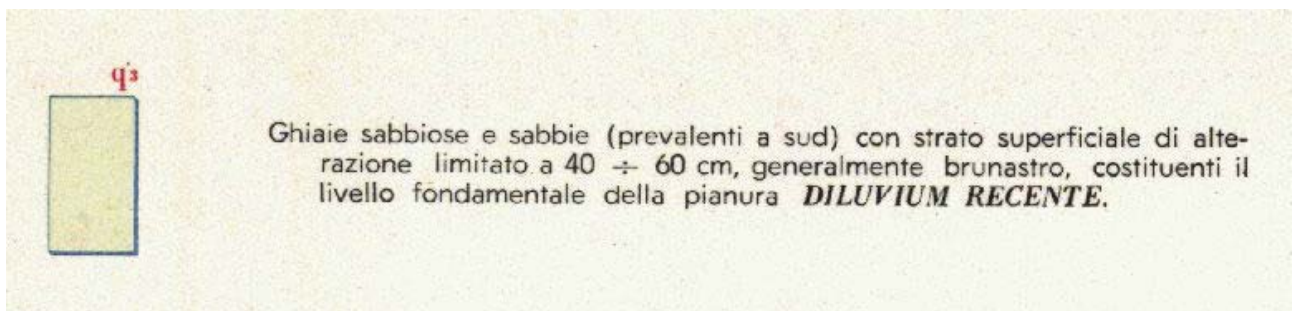 q³
Ghiaie sabbiose e sabbie (prevalenti a sud) con strato superficiale di alte-
razione limitato a 40 ÷ 60 cm, generalmente brunastro, costituenti il
livello fondamentale della pianura DILUVIUM RECENTE.